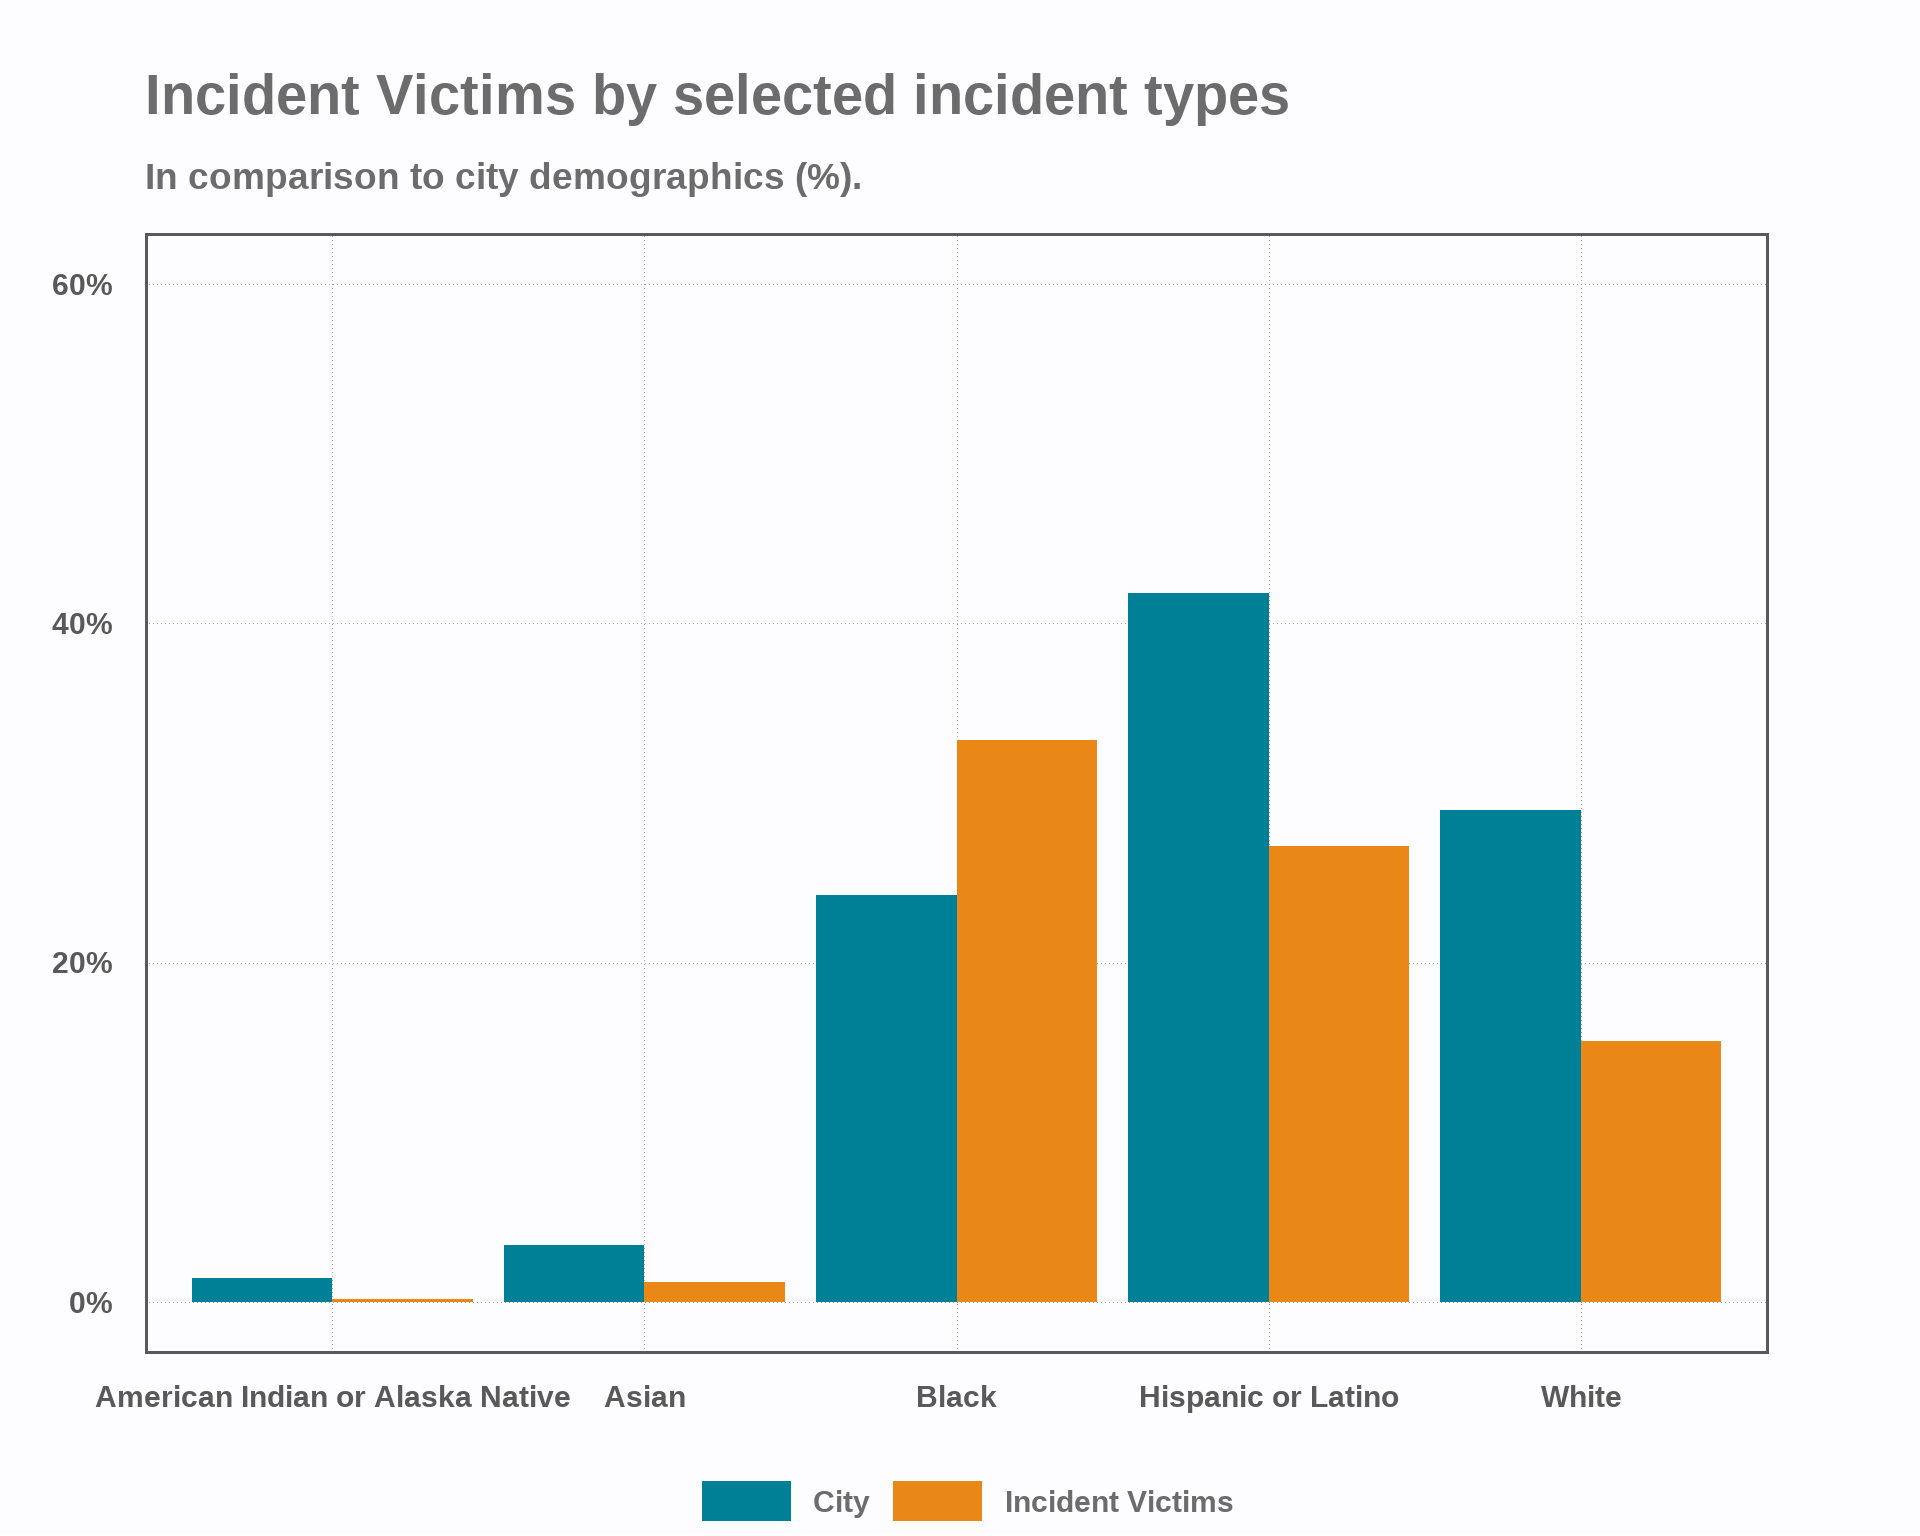 Incident Victims by selected incident types
In comparison to city demographics (%).
60%
40%
20%
0%
American Indian or Alaska Native Asian Black Hispanic or Latino White
City Incident Victims